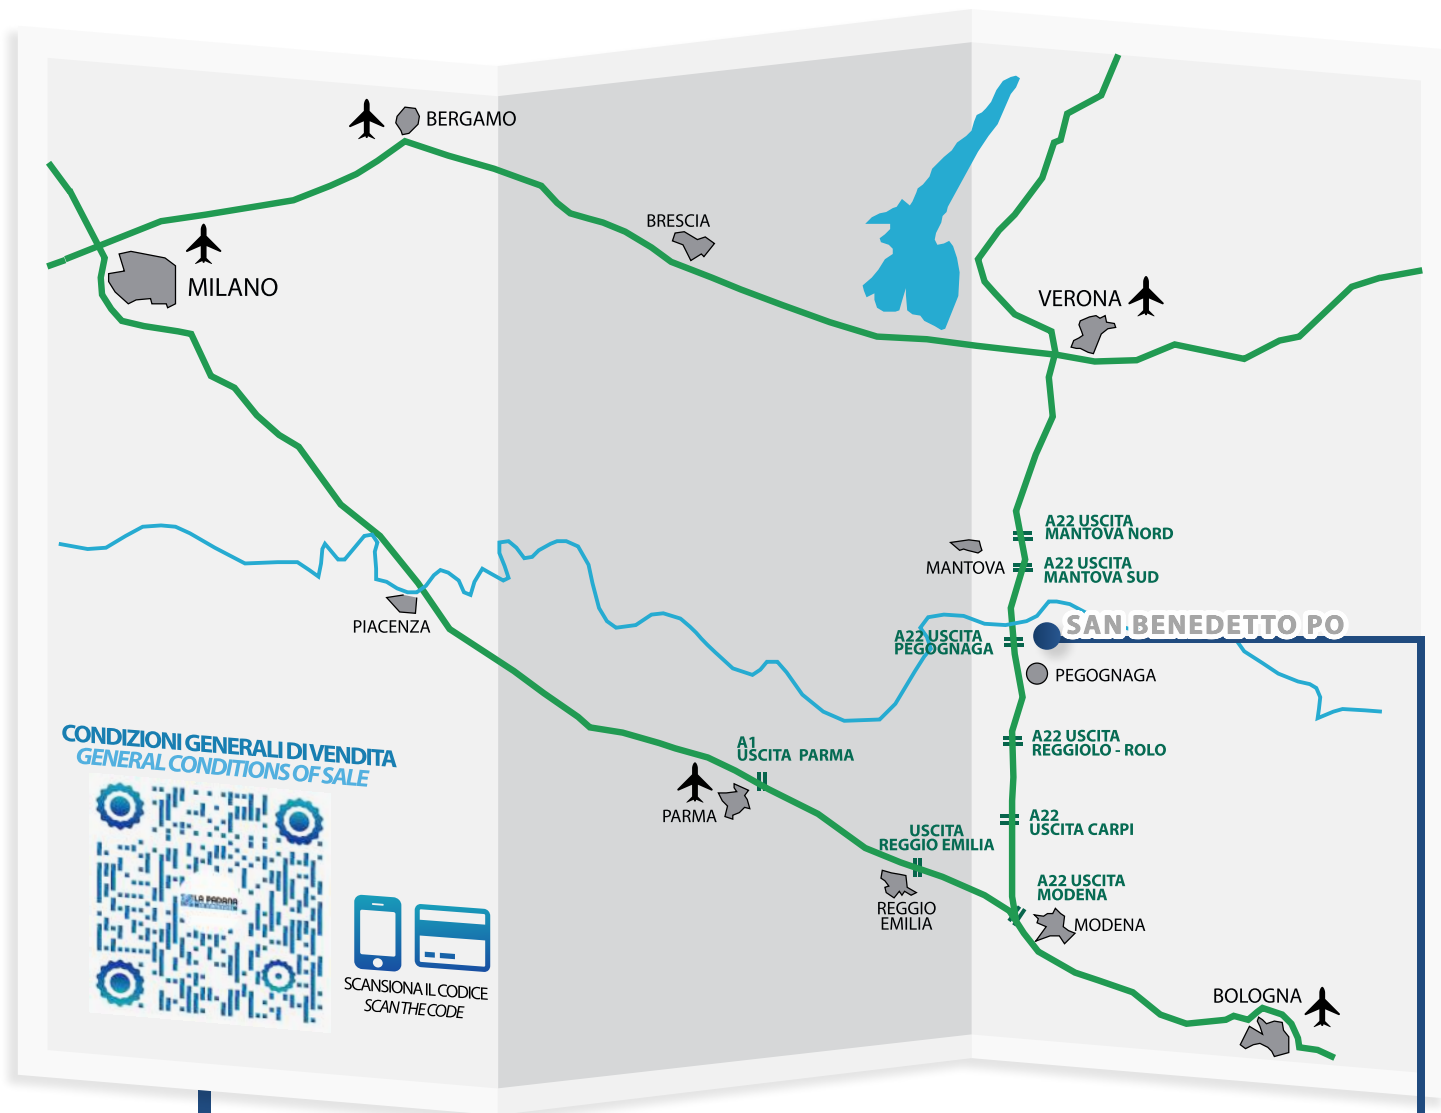 BERGAMO
BRESCIA
MILANO
VERONA
A22 USCITA
MANTOVA NORD
MANTOVA
A22 USCITA
MANTOVA SUD
PIACENZA
SAN BENEDETTO PO
A22 USCITA
PEGOGNAGA
PEGOGNAGA
CONDIZIONI GENERALI DI VENDITA
GENERAL CONDITIONS OF SALE
A1
USCITA PARMA
A22 USCITA
REGGIOLO - ROLO
PARMA
A22
USCITA CARPI
USCITA
REGGIO EMILIA
A22 USCITA
MODENA
LA PADANA
REGGIO
EMILIA
MODENA
SCANSIONA IL CODICE
SCAN THE CODE
BOLOGNA